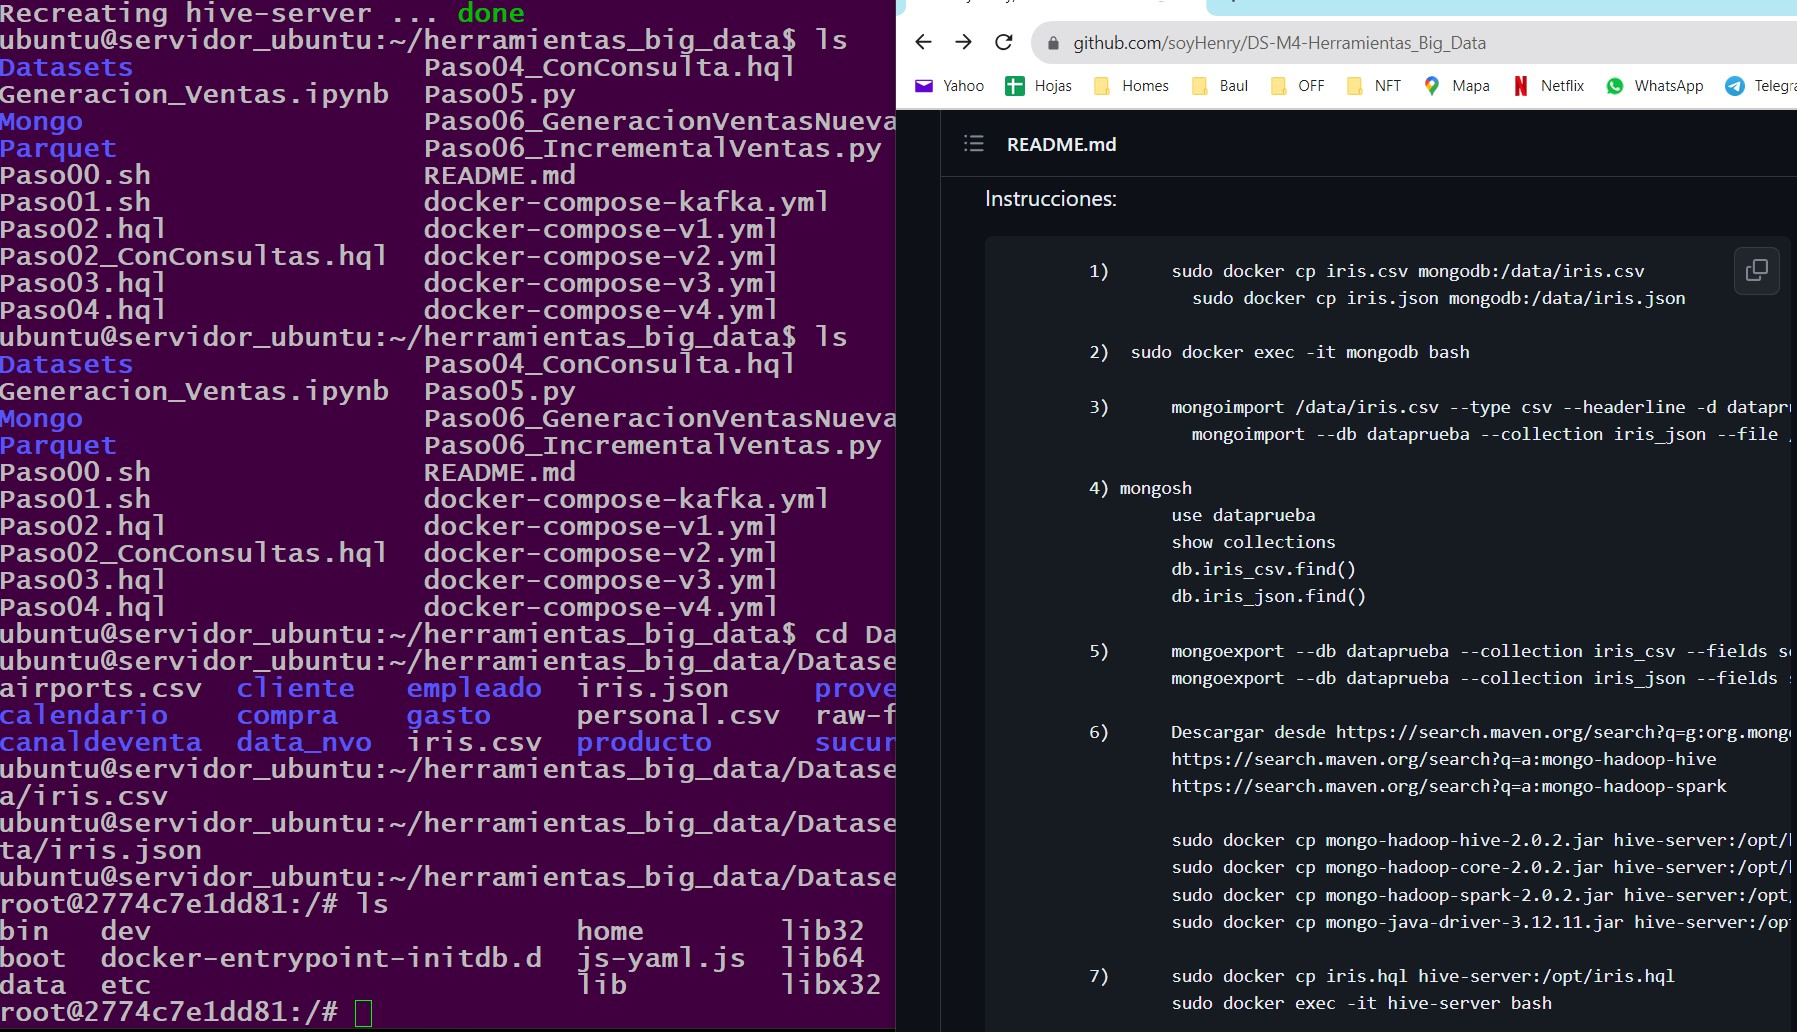 Recreating hive-server ... done
ubuntu@servidor_ubuntu:~/herramientas_big_data$ ls
Datasets Paso04_ConConsulta.hql
Generacion_Ventas.ipynb Paso05.py
Mongo Paso06_GeneracionVentasNueva
Parquet Paso06_IncrementalVentas.py
Paso00.sh README.md
Paso01.sh docker-compose-kafka.yml
Paso02.hql docker-compose-v1.yml
Paso02_ConConsultas.hql docker-compose-v2.yml
Paso03.hql docker-compose-v3.yml
Paso04.hql docker-compose-v4.yml
ubuntu@servidor_ubuntu:~/herramientas_big_data$ ls
Datasets Paso04_ConConsulta.hql
Generacion_Ventas.ipynb Paso05.py
Mongo Paso06_GeneracionVentasNueva
Parquet Paso06_IncrementalVentas.py
Paso00.sh README.md
Paso01.sh docker-compose-kafka.yml
Paso02.hql docker-compose-v1.yml
Paso02_ConConsultas.hql docker-compose-v2.yml
Paso03.hql docker-compose-v3.yml
Paso04.hql docker-compose-v4.yml
ubuntu@servidor_ubuntu:~/herramientas_big_data$ cd Da
ubuntu@servidor_ubuntu:~/herramientas_big_data/Datase
airports.csv cliente empleado iris.json prove
calendario compra gasto personal.csv raw-f
canaldeventa data_nvo iris.csv producto sucur
ubuntu@servidor_ubuntu:~/herramientas_big_data/Datase
a/iris.csv
ubuntu@servidor_ubuntu:~/herramientas_big_data/Datase
ta/iris.json
ubuntu@servidor_ubuntu:~/herramientas_big_data/Datase
root@2774c7e1dd81:/# ls
bin dev home lib32
boot docker-entrypoint-initdb.d js-yaml.js lib64
data etc lib libx32
root@2774c7e1dd81:/#
github.com/soyHenry/DS-M4-Herramientas_Big_Data
Yahoo Hojas Homes Baul OFF NFT Mapa Netflix WhatsApp Telegra
README.md
Instrucciones:
1) sudo docker cp iris.csv mongodb:/data/iris.csv
sudo docker cp iris.json mongodb:/data/iris.json
2) sudo docker exec -it mongodb bash
3) mongoimport /data/iris.csv --type csv --headerline -d datapr
mongoimport --db dataprueba --collection iris_json --file /
4) mongosh
use dataprueba
show collections
db.iris_csv.find()
db.iris_json.find()
5) mongoexport --db dataprueba --collection iris_csv --fields s
mongoexport --db dataprueba --collection iris_json --fields
6) Descargar desde https://search.maven.org/search?q=g:org.mong
https://search.maven.org/search?q=a:mongo-hadoop-hive
https://search.maven.org/search?q=a:mongo-hadoop-spark
sudo docker cp mongo-hadoop-hive-2.0.2.jar hive-server:/opt/
sudo docker cp mongo-hadoop-core-2.0.2.jar hive-server:/opt/
sudo docker cp mongo-hadoop-spark-2.0.2.jar hive-server:/opt
sudo docker cp mongo-java-driver-3.12.11.jar hive-server:/op
7) sudo docker cp iris.hql hive-server:/opt/iris.hql
sudo docker exec -it hive-server bash